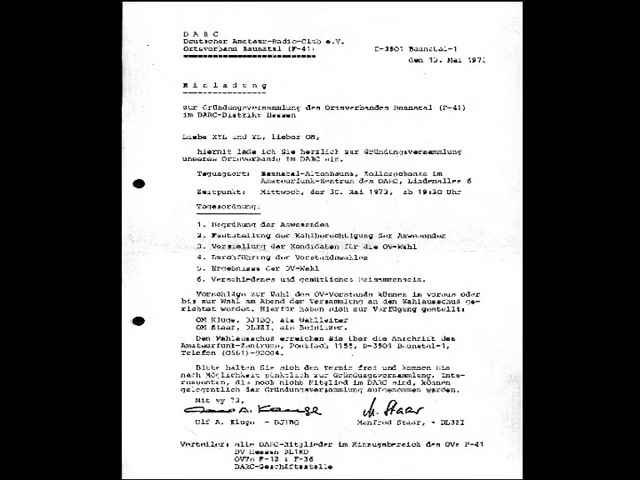 D A R C
Deutscher Amateur-Radio-Club e.V.
Ortsverband Baunatal (F-41) D-3501 Baunatal-1
den 13. Mai 1973
E i n l a d u n g
zur Gründungsversammlung des Ortsverbandes Baunatal (F-41)
im DARC-Distrikt Hessen
Liebe XYL und YL, lieber OM,
hiermit lade ich Sie herzlich zur Gründungsversammlung
unseres Ortsverbands im DARC ein.
Tagungsort: Baunatal-Altenbauna, im
Amateurfunk-Zentrum des DARC, Lindenallee 6
Zeitpunkt: Mittwoch, der 30. Mai 1973, ab 19:30 Uhr
Tagesordnung:
1. Begrüßung der Anwesenden
2. Feststellung der Wahlberechtigung der Anwesenden
3. Vorstellung der Kandidaten für die OV-Wahl
4. Durchführung der Vorstandswahlen
5. Ergebnisse der OV-Wahl
6. Verschiedenes und gemütliches Beisammensein.
Vorschläge zur Wahl des OV-Vorstands können im voraus oder
bis zur Wahl am Abend der Versammlung an den Wahlausschuß ge-
richtet werden. Hierfür haben sich zur Verfügung gestellt:
OM Kluge, DJ1BQ, als Wahlleiter
OM Staar, DL3ZI, als Beisitzer.
Den Wahlausschuß erreichen Sie über die Anschrift des
Amateurfunk-Zentrums, Postfach 1155, D-3501 Baunatal-1,
Telefon (0561)-92004.
Bitte halten Sie sich den Termin frei und kommen Sie
nach Möglichkeit pünktlich zur Gründungsversammlung. Inte-
ressenten, die noch nicht Mitglied im DARC sind, können
gelegentlich der Gründungsversammlung aufgenommen werden.
Mit vy 73,
M. Staar
Ulf A. Kluge - DJ1BQ Manfred Staar, - DL3ZI
Verteiler: alle DARC-Mitglieder im Einzugsbereich des OVs F-41
DV Hessen DL1KD
OVVn F-12 : F-36
DARC-Geschäftsstelle